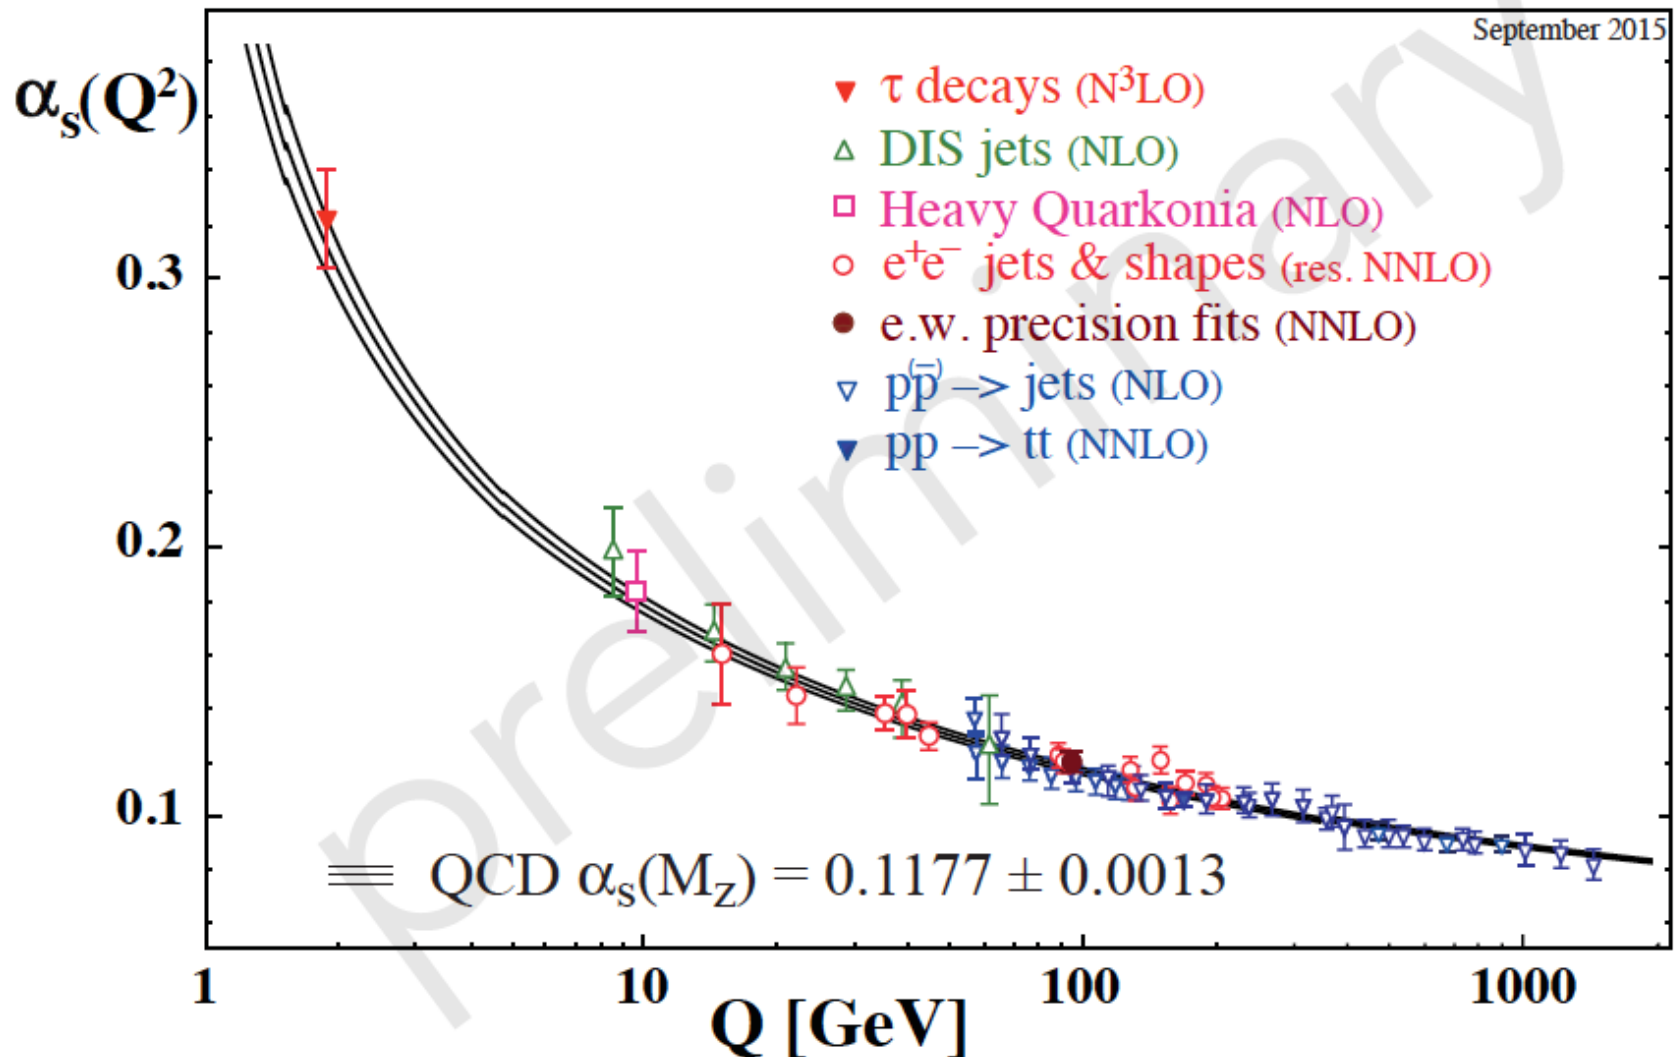 September 2015
αs(Q²)
τ decays (N³LO)
DIS jets (NLO)
Heavy Quarkonia (NLO)
e⁺e⁻ jets & shapes (res. NNLO)
e.w. precision fits (NNLO)
pp(–) –> jets (NLO)
pp –> tt (NNLO)
0.3
0.2
0.1
preliminary
QCD αs(Mz) = 0.1177 ± 0.0013
1 10 100 1000
Q [GeV]